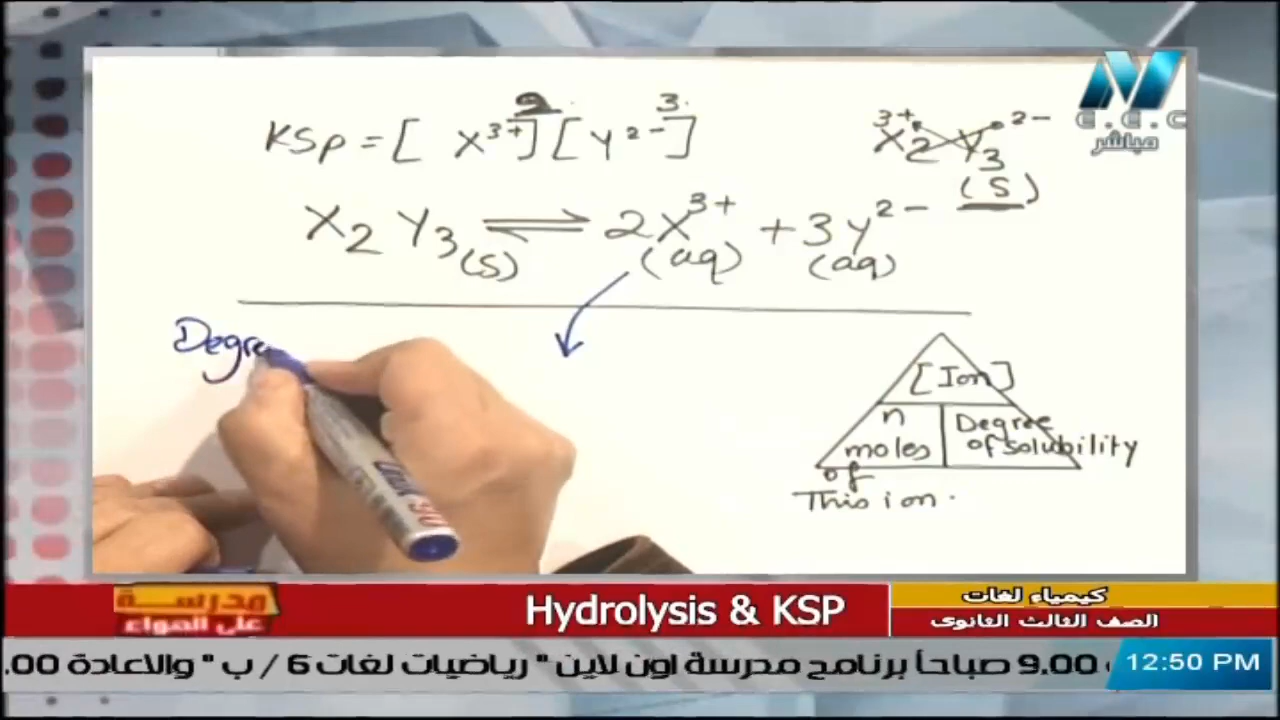 KSp = [ X³⁺]² [ Y²⁻]³
³⁺X₂ Y₃²⁻
(S)
X₂ Y₃(S) ⇌ 2X³⁺(aq) + 3y²⁻(aq)
Degre
[Ion]
n
moles
of
This ion.
Degree
of solubility
e.e.c
مباشر
مدرسة
على الهواء
Hydrolysis & KSP
كيمياء لغات
الصف الثالث الثانوى
9.00 صباحاً برنامج مدرسة اون لاين " رياضيات لغات 6 / ب " والاعادة 00.
12:50 PM